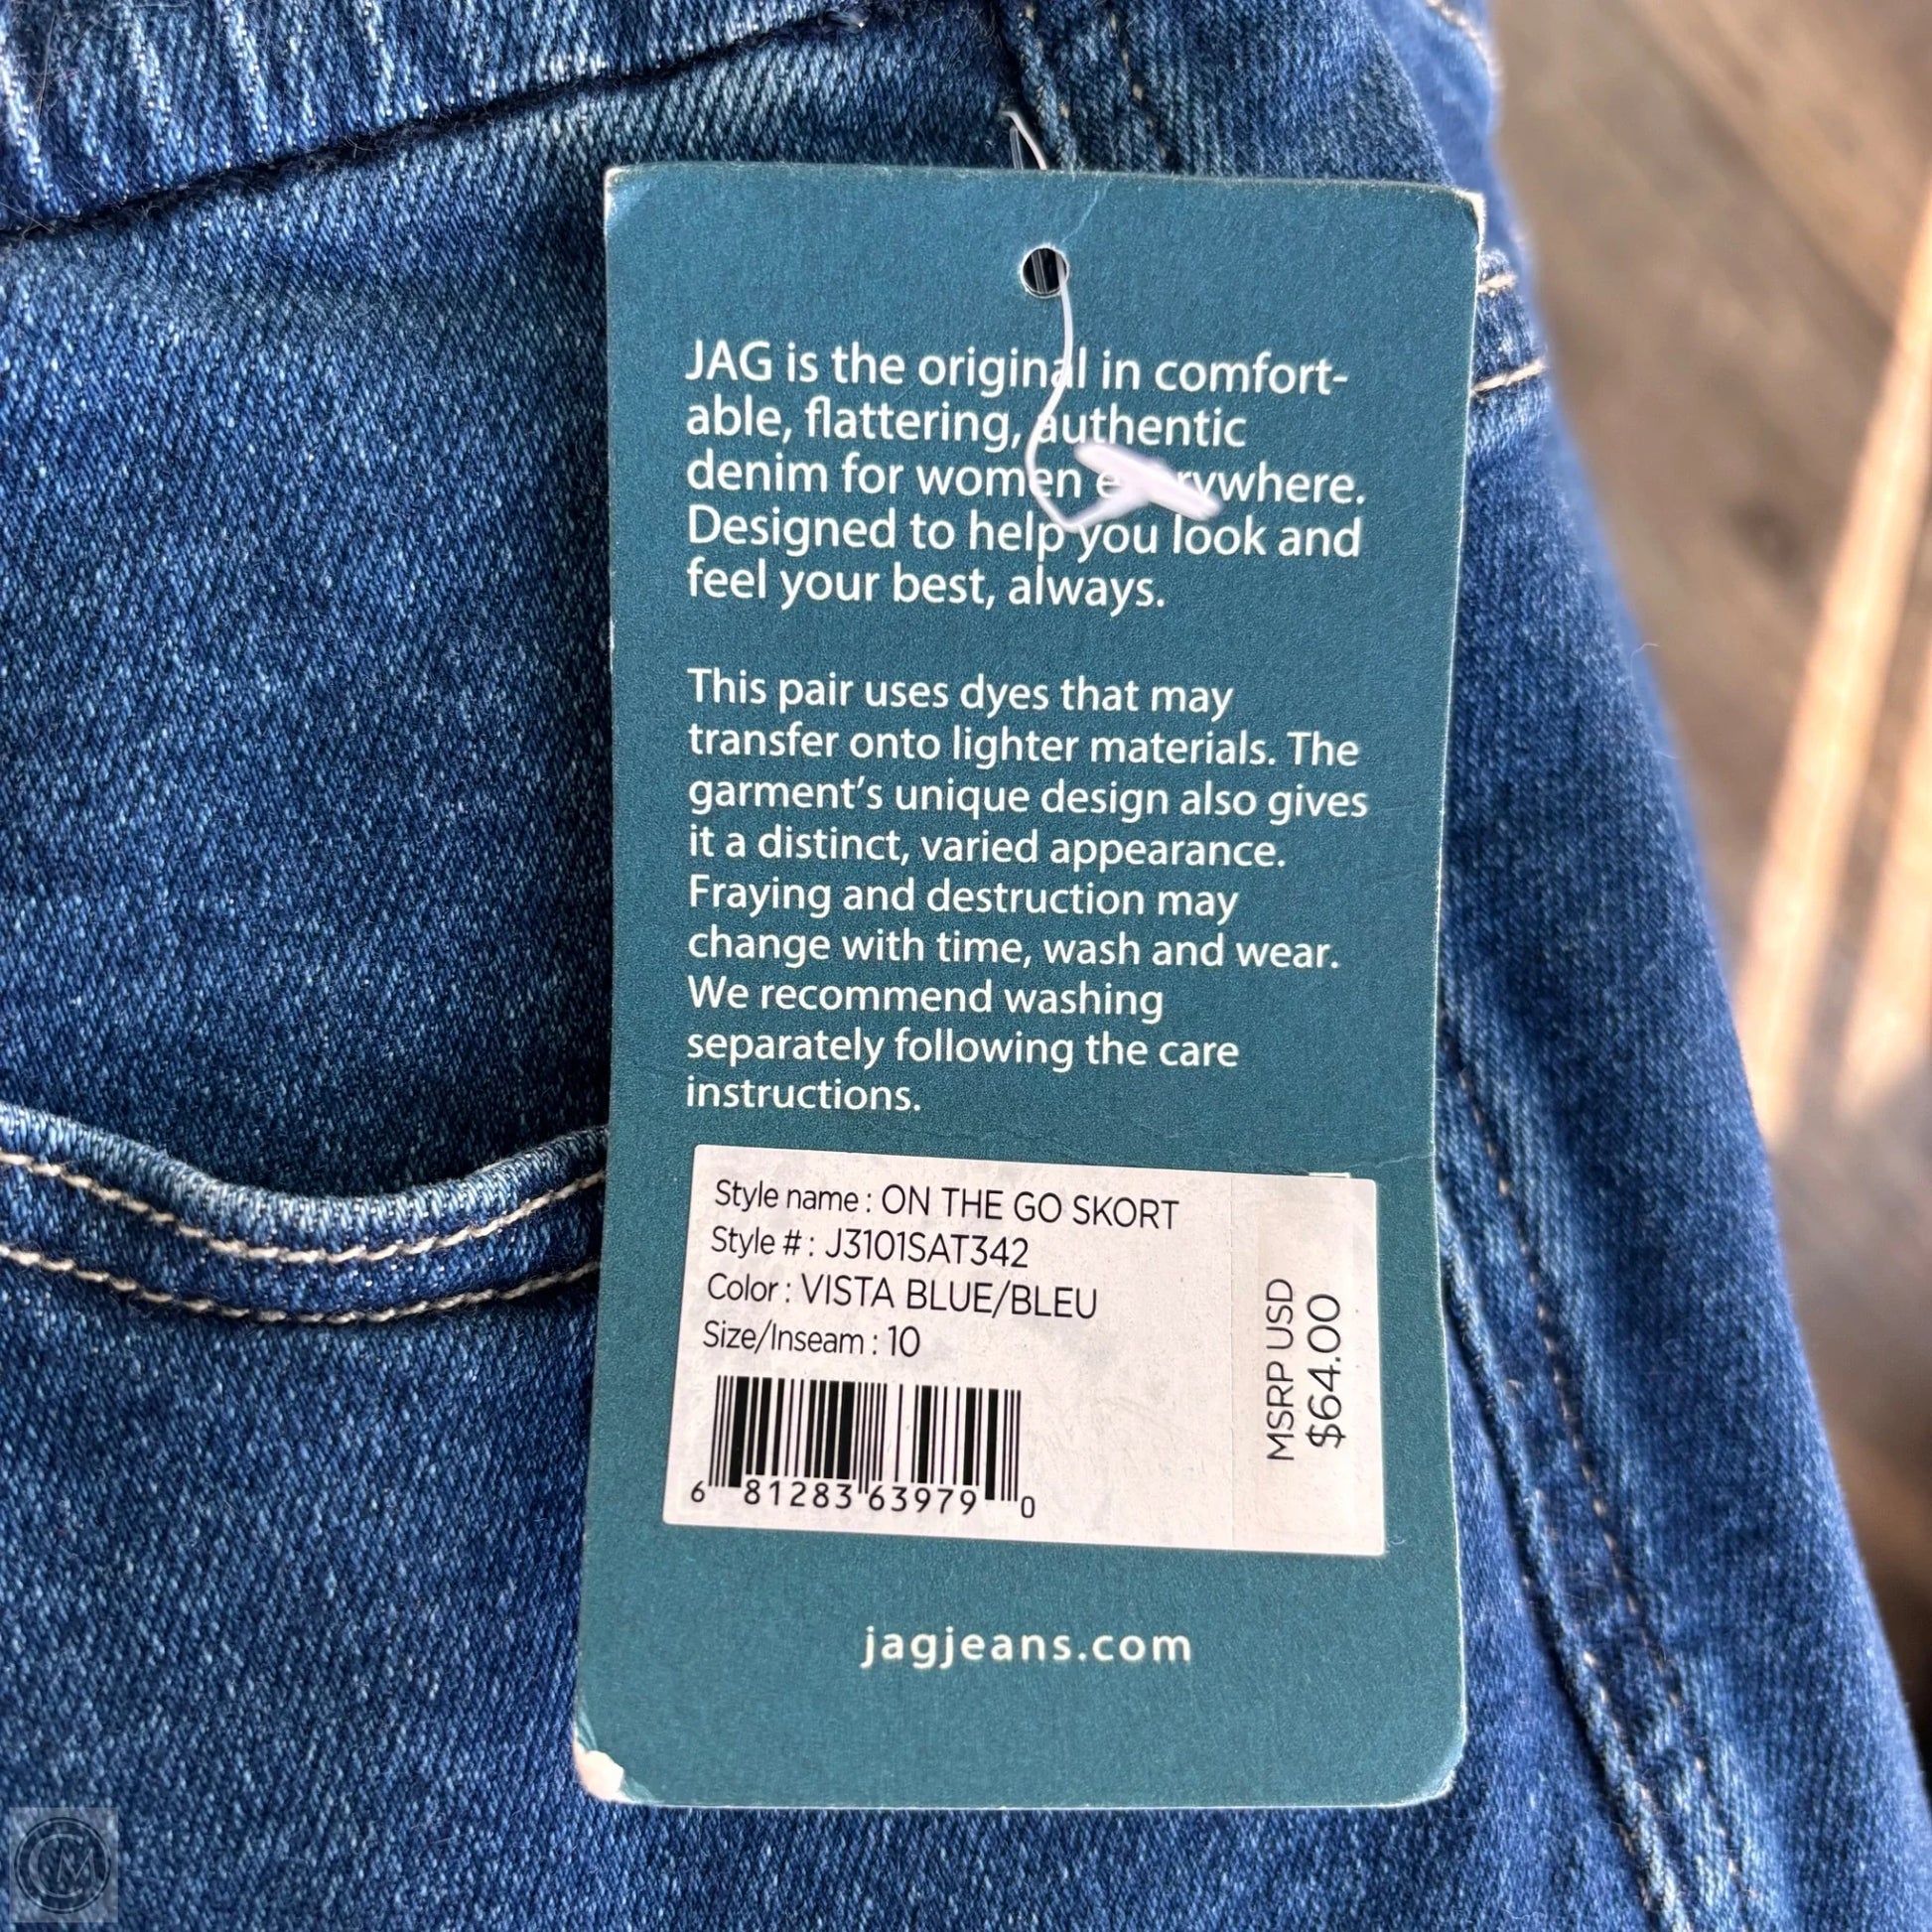 JAG is the original in comfort-
able, flattering, authentic
denim for women
Designed to help you look and
feel your best, always.
This pair uses dyes that may
transfer onto lighter materials. The
garment's unique design also gives
it a distinct, varied appearance.
Fraying and destruction may
change with time, wash and wear.
We recommend washing
separately following the care
instructions.
Style name : ON THE GO SKORT
Style # : J3101SAT342
Color : VISTA BLUE/BLEU
Size/Inseam : 10
6 81283 63979 0
MSRP USD
$64.00
jagjeans.com